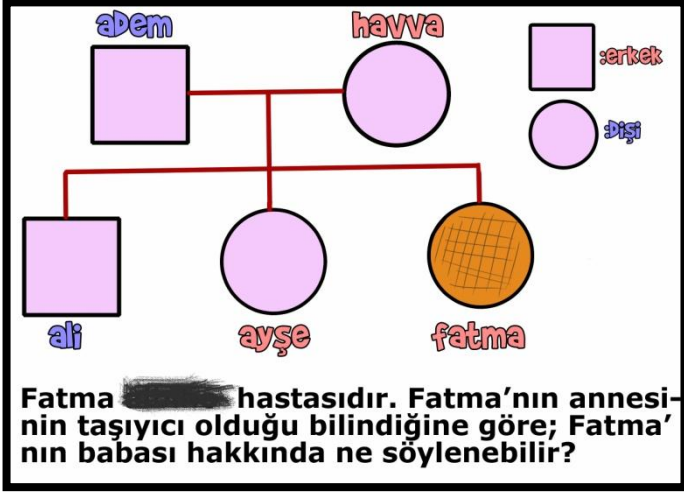 adem
havva
:erkek
:Dişi
ali
ayşe
fatma
Fatma hastasıdır. Fatma’nın annesi-
nin taşıyıcı olduğu bilindiğine göre; Fatma’
nın babası hakkında ne söylenebilir?